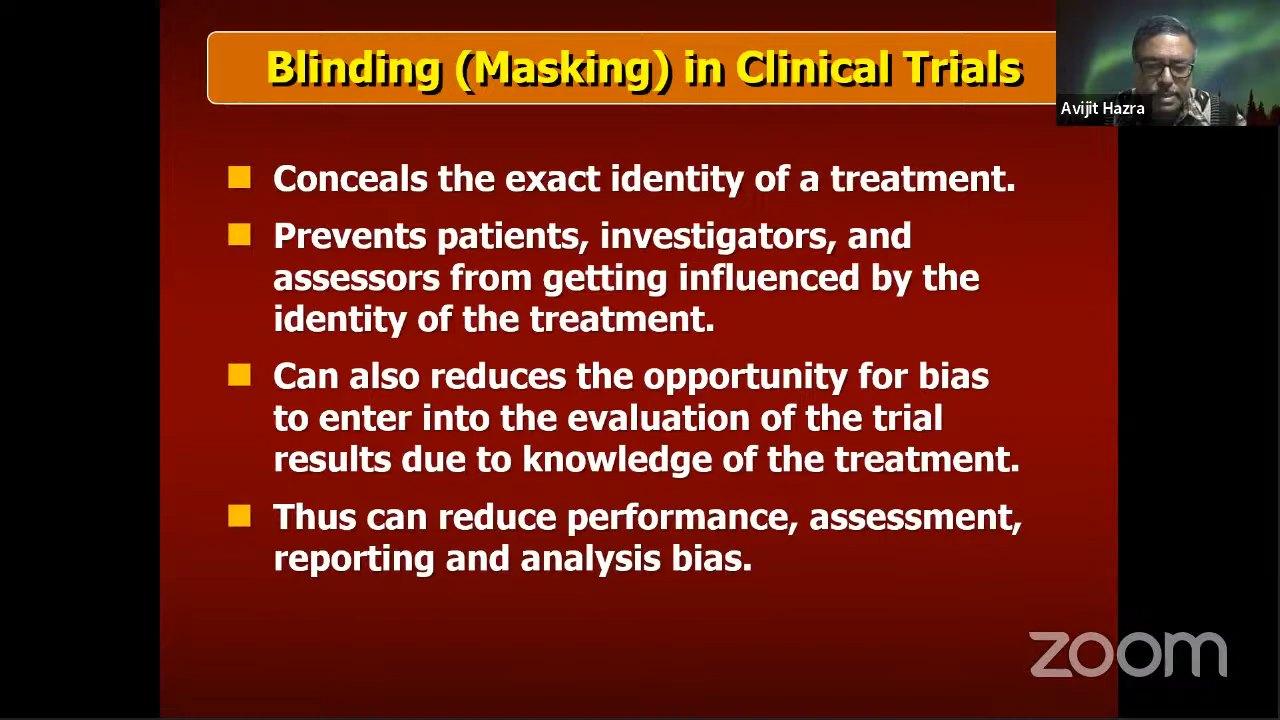 Blinding (Masking) in Clinical Trials
Avijit Hazra
Conceals the exact identity of a treatment.
Prevents patients, investigators, and
assessors from getting influenced by the
identity of the treatment.
Can also reduces the opportunity for bias
to enter into the evaluation of the trial
results due to knowledge of the treatment.
Thus can reduce performance, assessment,
reporting and analysis bias.
zoom